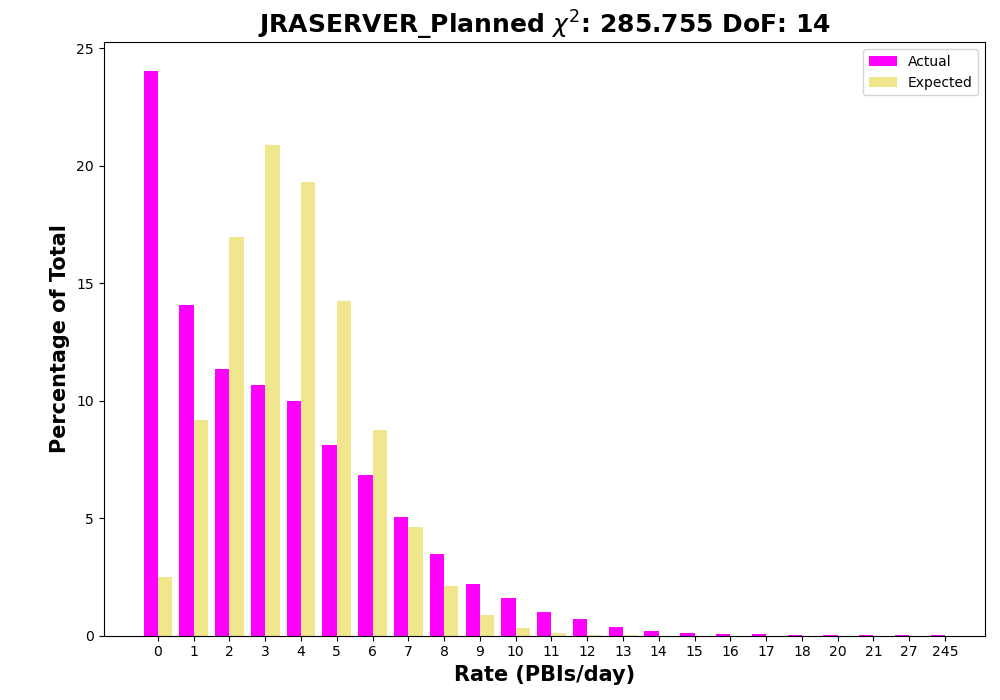 JRASERVER_Planned χ²: 285.755 DoF: 14
Actual
Expected
Percentage of Total
25
20
15
10
5
0
0 1 2 3 4 5 6 7 8 9 10 11 12 13 14 15 16 17 18 20 21 27 245
Rate (PBIs/day)